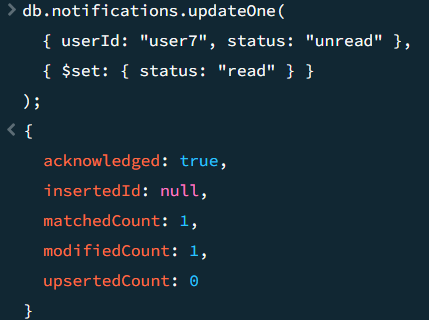 > db.notifications.updateOne(
{ userId: "user7", status: "unread" },
{ $set: { status: "read" } }
);
< {
acknowledged: true,
insertedId: null,
matchedCount: 1,
modifiedCount: 1,
upsertedCount: 0
}